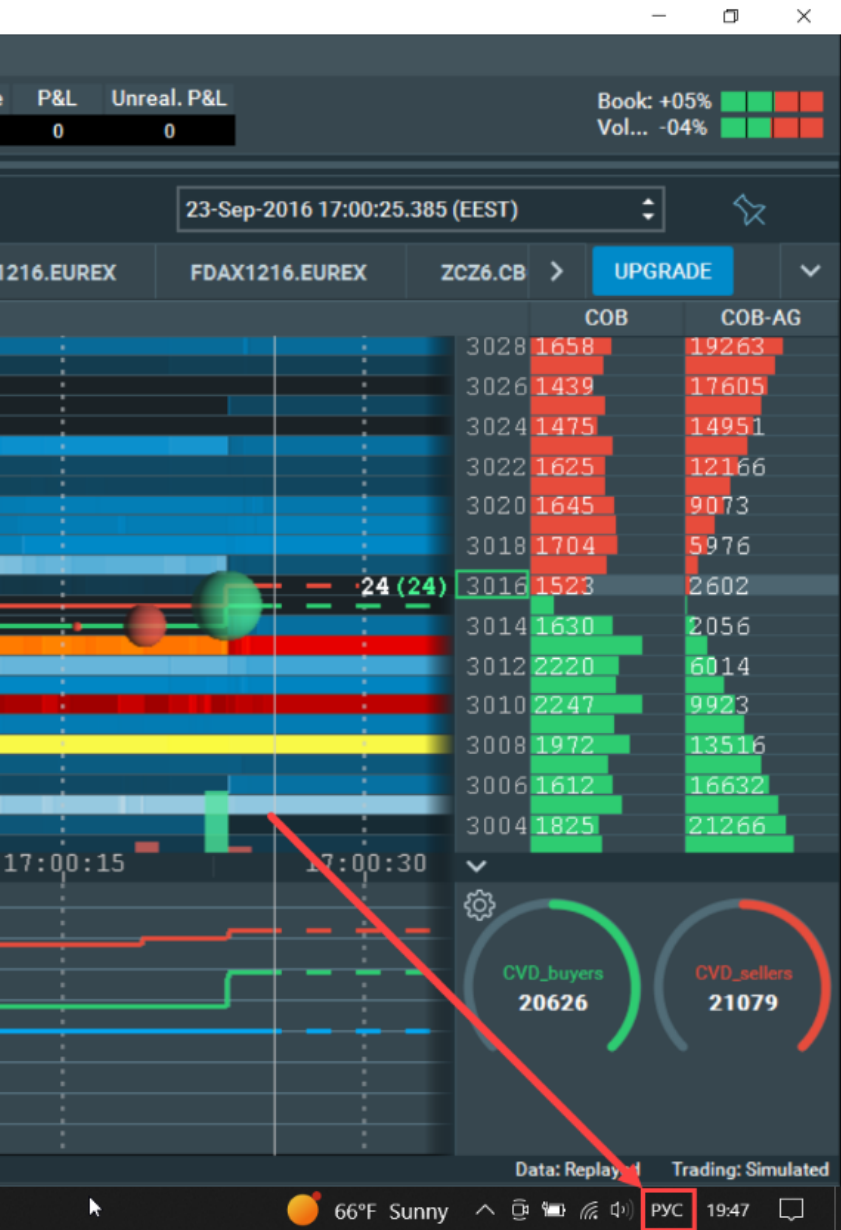 P&L Unreal. P&L
0 0
Book: +05%
Vol... -04%
23-Sep-2016 17:00:25.385 (EEST)
1216.EUREX FDAX1216.EUREX ZCZ6.CB UPGRADE
COB COB-AG
3028 1658 19263
3026 1439 17605
3024 1475 14951
3022 1625 12166
3020 1645 9073
3018 1704 5976
24 (24) 3016 1523 2602
3014 1630 2056
3012 2220 6014
3010 2247 9923
3008 1972 13516
3006 1612 16632
3004 1825 21266
17:00:15 17:00:30
CVD_buyers
20626
CVD_sellers
21079
Data: Replayed Trading: Simulated
66°F Sunny РУС 19:47